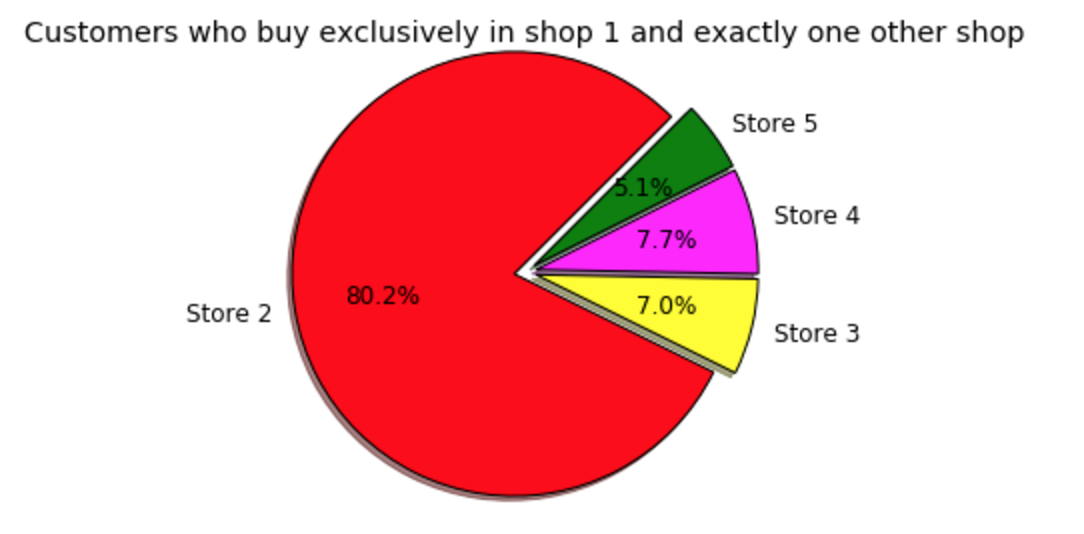 Customers who buy exclusively in shop 1 and exactly one other shop
Store 5
5.1%
Store 4
7.7%
80.2%
7.0%
Store 2
Store 3